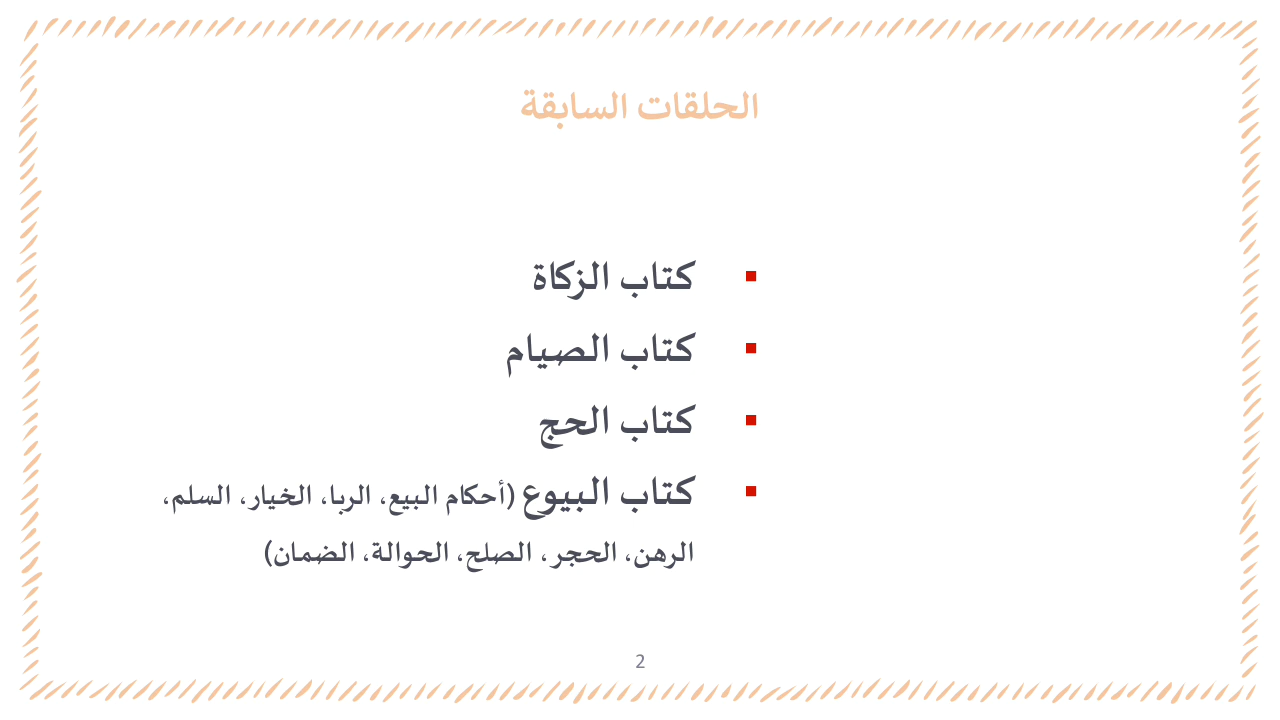 الحلقات السابقة
▪ كتاب الزكاة
▪ كتاب الصيام
▪ كتاب الحج
▪ كتاب البيوع (أحكام البيع، الربا، الخيار، السلم،
الرهن، الحجر، الصلح، الحوالة، الضمان)
2